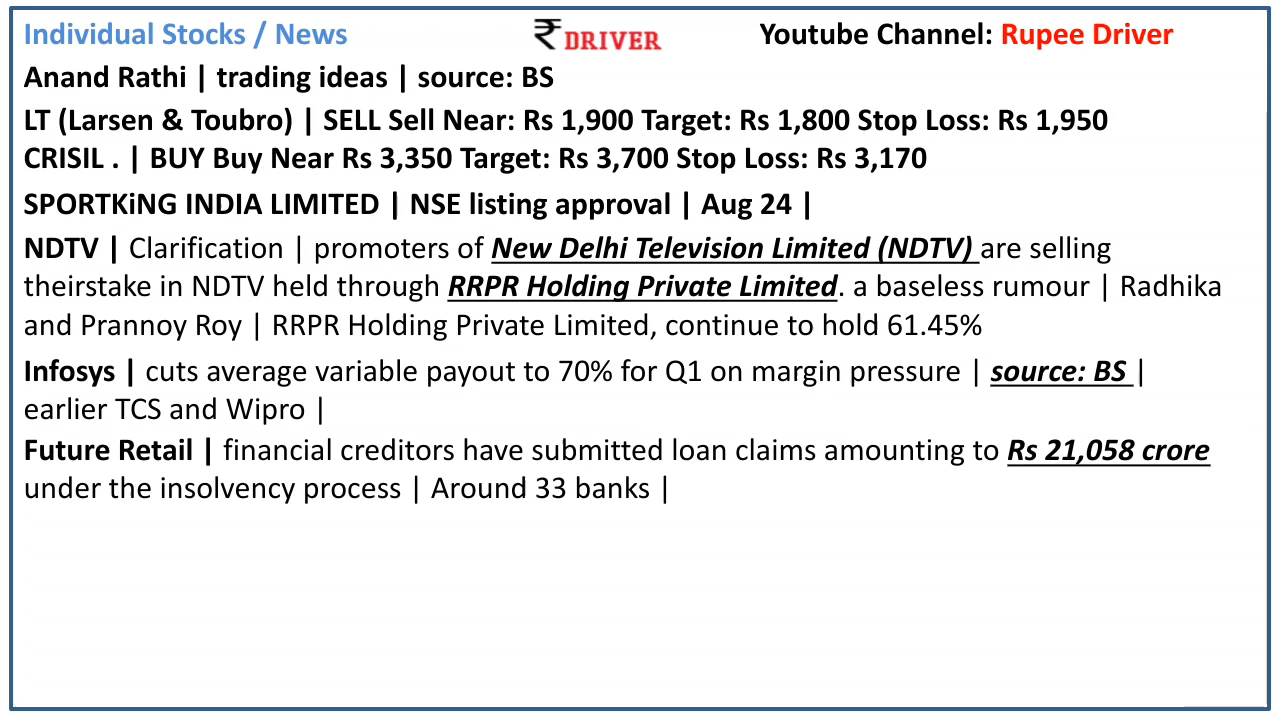 Individual Stocks / News ₹ DRIVER Youtube Channel: Rupee Driver
Anand Rathi | trading ideas | source: BS
LT (Larsen & Toubro) | SELL Sell Near: Rs 1,900 Target: Rs 1,800 Stop Loss: Rs 1,950
CRISIL . | BUY Buy Near Rs 3,350 Target: Rs 3,700 Stop Loss: Rs 3,170
SPORTKiNG INDIA LIMITED | NSE listing approval | Aug 24 |
NDTV | Clarification | promoters of New Delhi Television Limited (NDTV) are selling
theirstake in NDTV held through RRPR Holding Private Limited. a baseless rumour | Radhika
and Prannoy Roy | RRPR Holding Private Limited, continue to hold 61.45%
Infosys | cuts average variable payout to 70% for Q1 on margin pressure | source: BS |
earlier TCS and Wipro |
Future Retail | financial creditors have submitted loan claims amounting to Rs 21,058 crore
under the insolvency process | Around 33 banks |